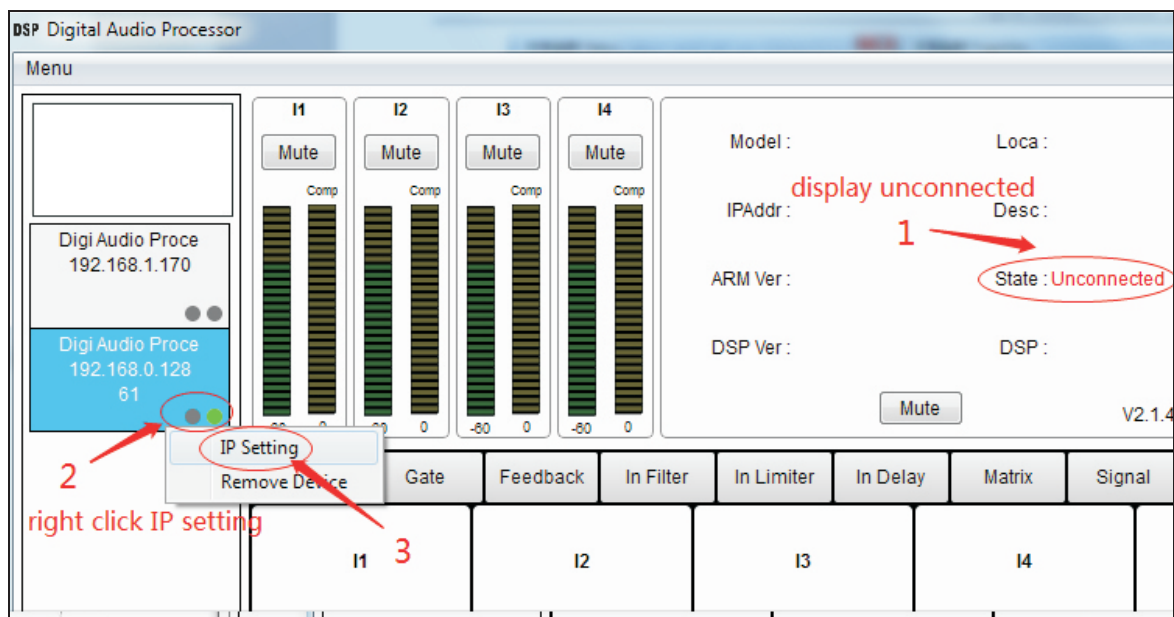 DSP Digital Audio Processor
Menu
I1 I2 I3 I4
Mute Mute Mute Mute
Comp Comp Comp Comp
Digi Audio Proce
192.168.1.170
Digi Audio Proce
192.168.0.128
61
0 0 -60 0 -60 0
Model : Loca :
display unconnected
IPAddr : Desc :
1
ARM Ver : State : Unconnected
DSP Ver : DSP :
Mute
V2.1.4
2
IP Setting
Remove Device
right click IP setting
3
Gate Feedback In Filter In Limiter In Delay Matrix Signal
I1 I2 I3 I4